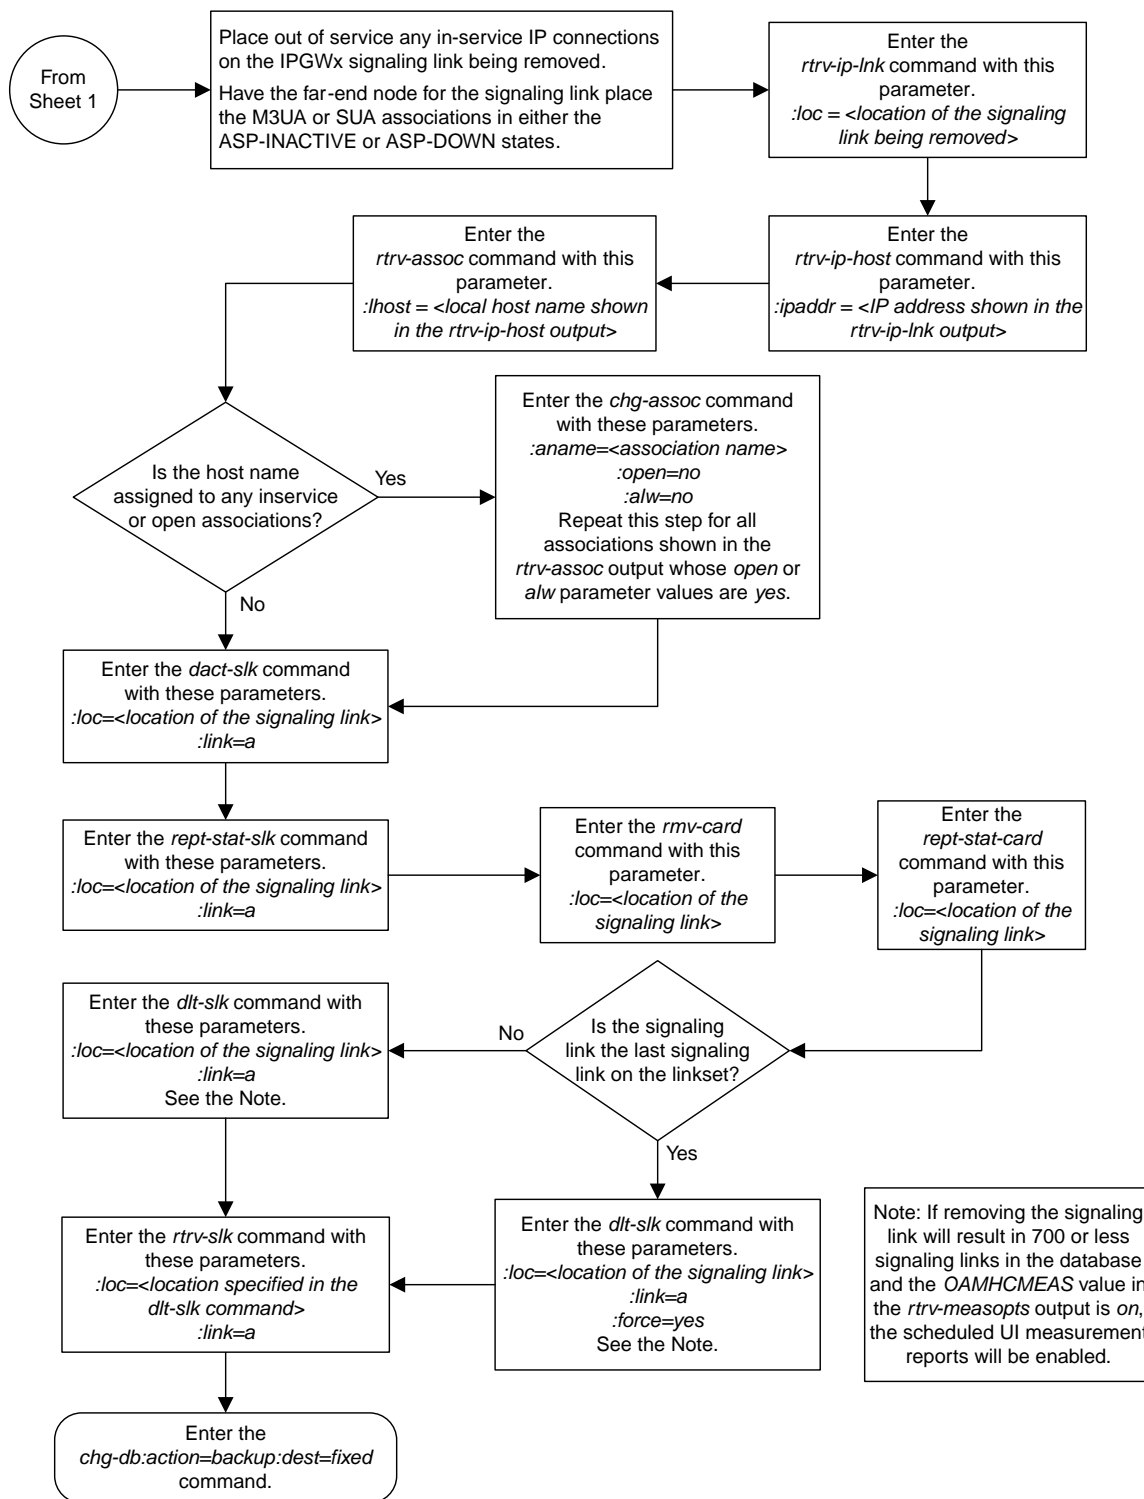 From
Sheet 1
Place out of service any in-service IP connections
on the IPGWx signaling link being removed.
Have the far-end node for the signaling link place
the M3UA or SUA associations in either the
ASP-INACTIVE or ASP-DOWN states.
Enter the
rtrv-ip-lnk command with this
parameter.
:loc = <location of the signaling
link being removed>
Enter the
rtrv-ip-host command with this
parameter.
:ipaddr = <IP address shown in the
rtrv-ip-lnk output>
Enter the
rtrv-assoc command with this
parameter.
:lhost = <local host name shown
in the rtrv-ip-host output>
Is the host name
assigned to any inservice
or open associations?
Yes
No
Enter the chg-assoc command
with these parameters.
:aname=<association name>
:open=no
:alw=no
Repeat this step for all
associations shown in the
rtrv-assoc output whose open or
alw parameter values are yes.
Enter the dact-slk command
with these parameters.
:loc=<location of the signaling link>
:link=a
Enter the rept-stat-slk command
with these parameters.
:loc=<location of the signaling link>
:link=a
Enter the rmv-card
command with this
parameter.
:loc=<location of the
signaling link>
Enter the
rept-stat-card
command with this
parameter.
:loc=<location of the
signaling link>
Is the signaling
link the last signaling
link on the linkset?
No
Yes
Enter the dlt-slk command with
these parameters.
:loc=<location of the signaling link>
:link=a
See the Note.
Enter the dlt-slk command with
these parameters.
:loc=<location of the signaling link>
:link=a
:force=yes
See the Note.
Enter the rtrv-slk command with
these parameters.
:loc=<location specified in the
dlt-slk command>
:link=a
Note: If removing the signaling
link will result in 700 or less
signaling links in the database
and the OAMHCMEAS value in
the rtrv-measopts output is on,
the scheduled UI measurement
reports will be enabled.
Enter the
chg-db:action=backup:dest=fixed
command.